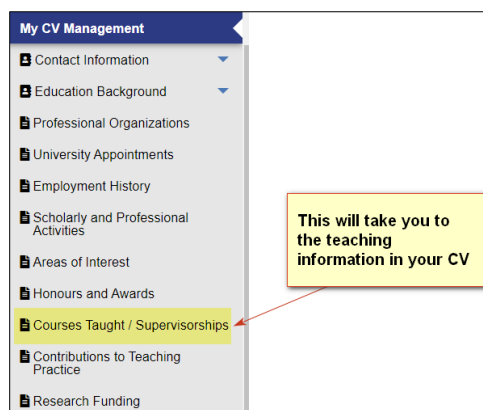 My CV Management
Contact Information
Education Background
Professional Organizations
University Appointments
Employment History
Scholarly and Professional
Activities
Areas of Interest
Honours and Awards
Courses Taught / Supervisorships
Contributions to Teaching
Practice
Research Funding
This will take you to
the teaching
information in your CV